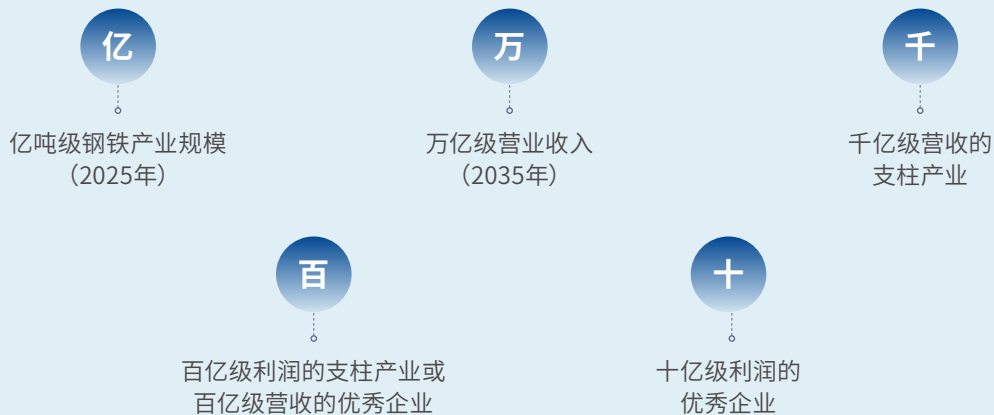 亿
亿吨级钢铁产业规模
（2025年）
万
万亿级营业收入
（2035年）
千
千亿级营收的
支柱产业
百
百亿级利润的支柱产业或
百亿级营收的优秀企业
十
十亿级利润的
优秀企业